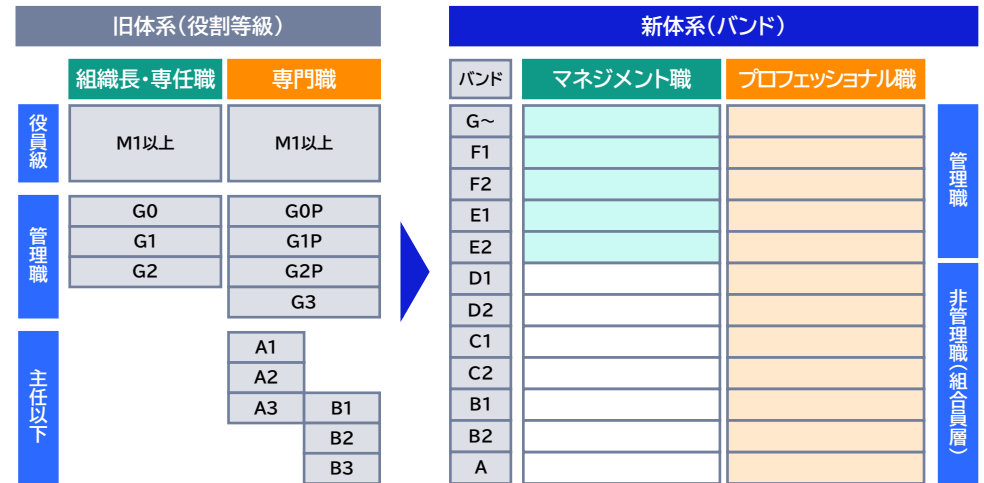 旧体系（役割等級）
組織長・専任職
専門職
役員級
M1以上
M1以上
管理職
G0
G0P
G1
G1P
G2
G2P
G3
主任以下
A1
A2
A3
B1
B2
B3
新体系（バンド）
バンド
マネジメント職
プロフェッショナル職
G～
F1
F2
E1
E2
D1
D2
C1
C2
B1
B2
A
管理職
非管理職（組合員層）